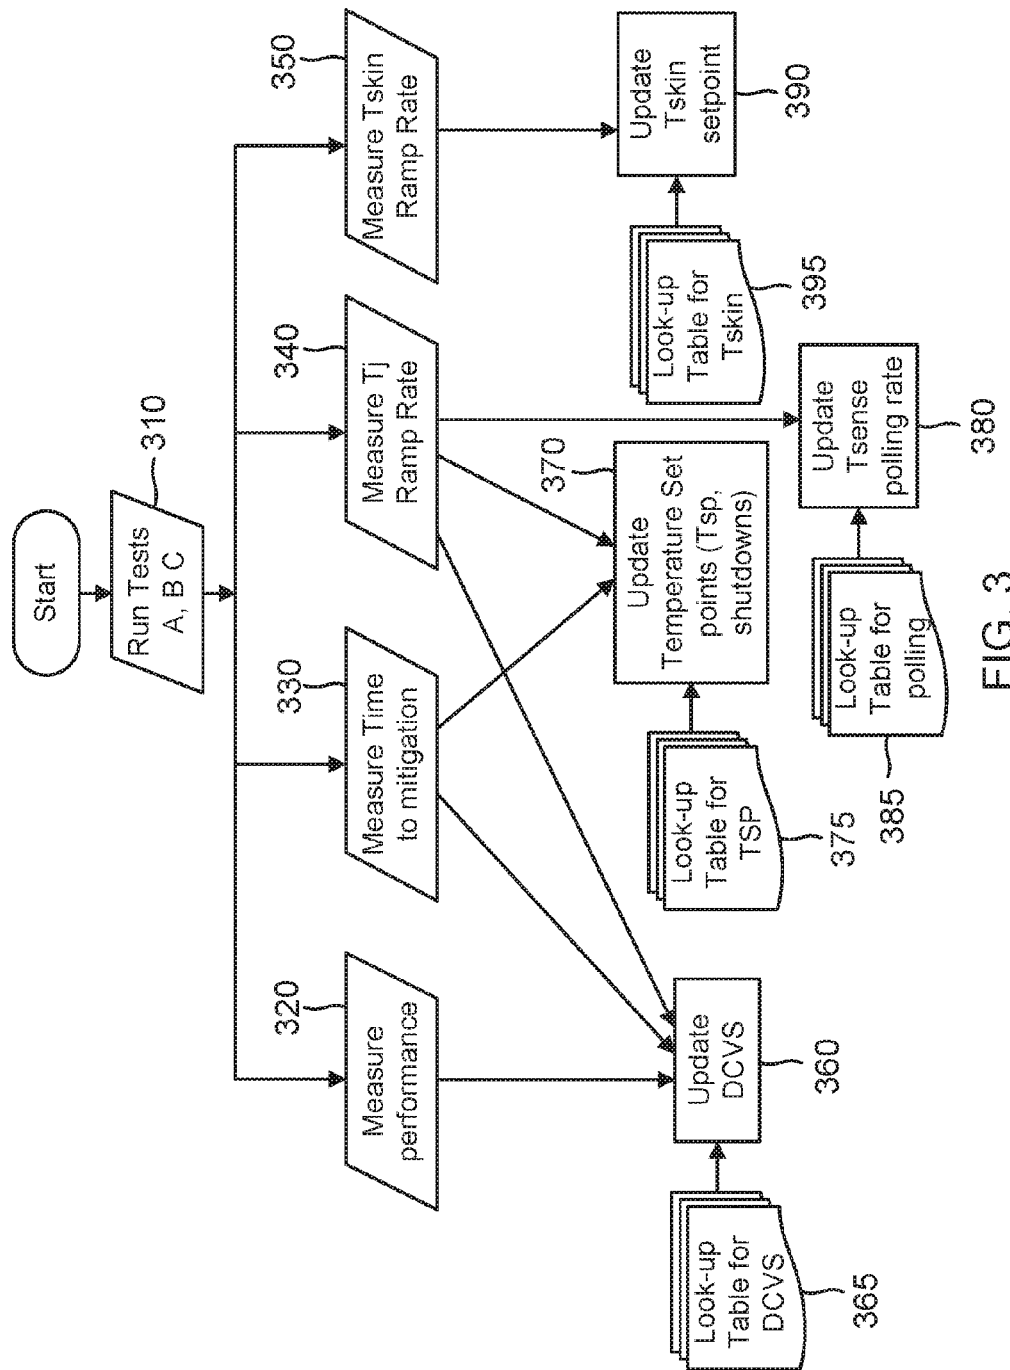 Start
Run Tests
A, B C
310
Measure
performance
320
Measure Time
to mitigation
330
Measure Tj
Ramp Rate
340
Measure Tskin
Ramp Rate
350
Look-up
Table for
DCVS
365
Update
DCVS
360
Look-up
Table for
TSP
375
Update
Temperature Set
points (Tsp,
shutdowns)
370
Look-up
Table for
polling
385
Update
Tsense
polling rate
380
Look-up
Table for
Tskin
395
Update
Tskin
setpoint
390
FIG. 3